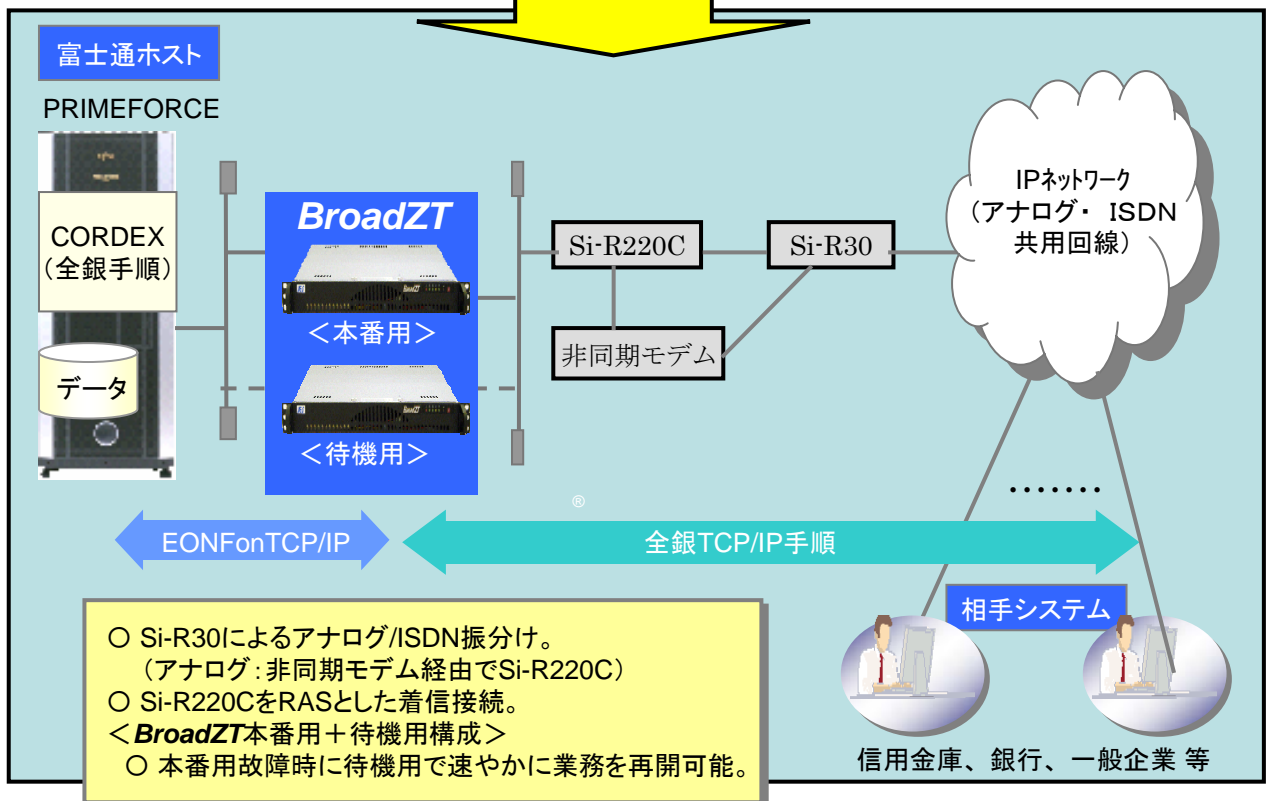 富士通ホスト
PRIMEFORCE
CORDEX
(全銀手順)
データ
BroadZT
<本番用>
<待機用>
Si-R220C
Si-R30
非同期モデム
IPネットワーク
(アナログ・ ISDN
共用回線)
・・・・・・・
®
EONFonTCP/IP
全銀TCP/IP手順
相手システム
信用金庫、銀行、一般企業 等
○ Si-R30によるアナログ/ISDN振分け。
(アナログ:非同期モデム経由でSi-R220C)
○ Si-R220CをRASとした着信接続。
<BroadZT本番用+待機用構成>
○ 本番用故障時に待機用で速やかに業務を再開可能。